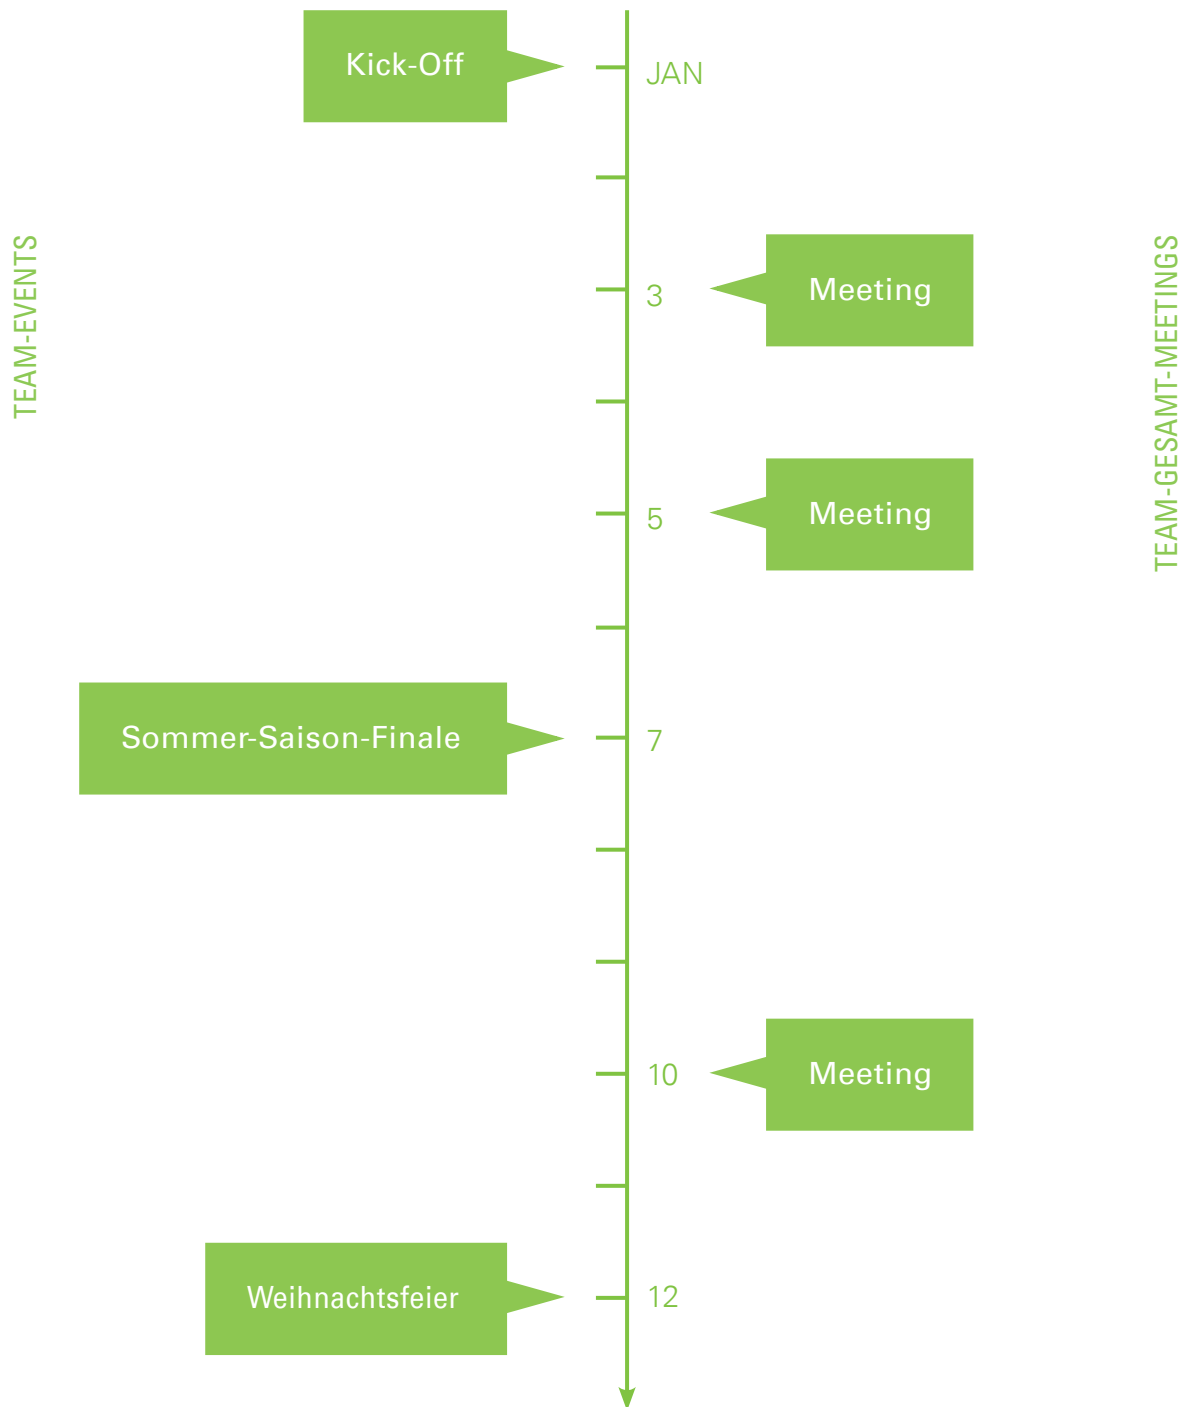 Kick-Off
JAN
TEAM-EVENTS
TEAM-GESAMT-MEETINGS
3
Meeting
5
Meeting
Sommer-Saison-Finale
7
10
Meeting
Weihnachtsfeier
12